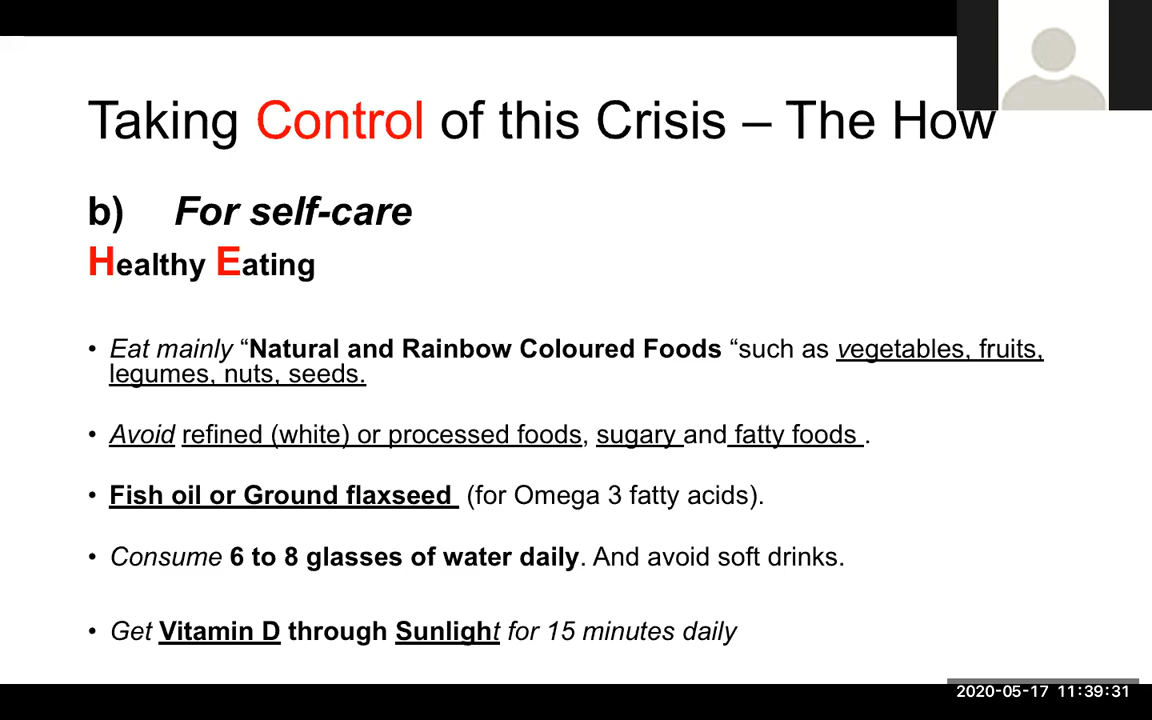 Taking Control of this Crisis – The How
b) For self-care
Healthy Eating
• Eat mainly “Natural and Rainbow Coloured Foods “such as vegetables, fruits,
legumes, nuts, seeds.
• Avoid refined (white) or processed foods, sugary and fatty foods .
• Fish oil or Ground flaxseed (for Omega 3 fatty acids).
• Consume 6 to 8 glasses of water daily. And avoid soft drinks.
• Get Vitamin D through Sunlight for 15 minutes daily
2020-05-17 11:39:31